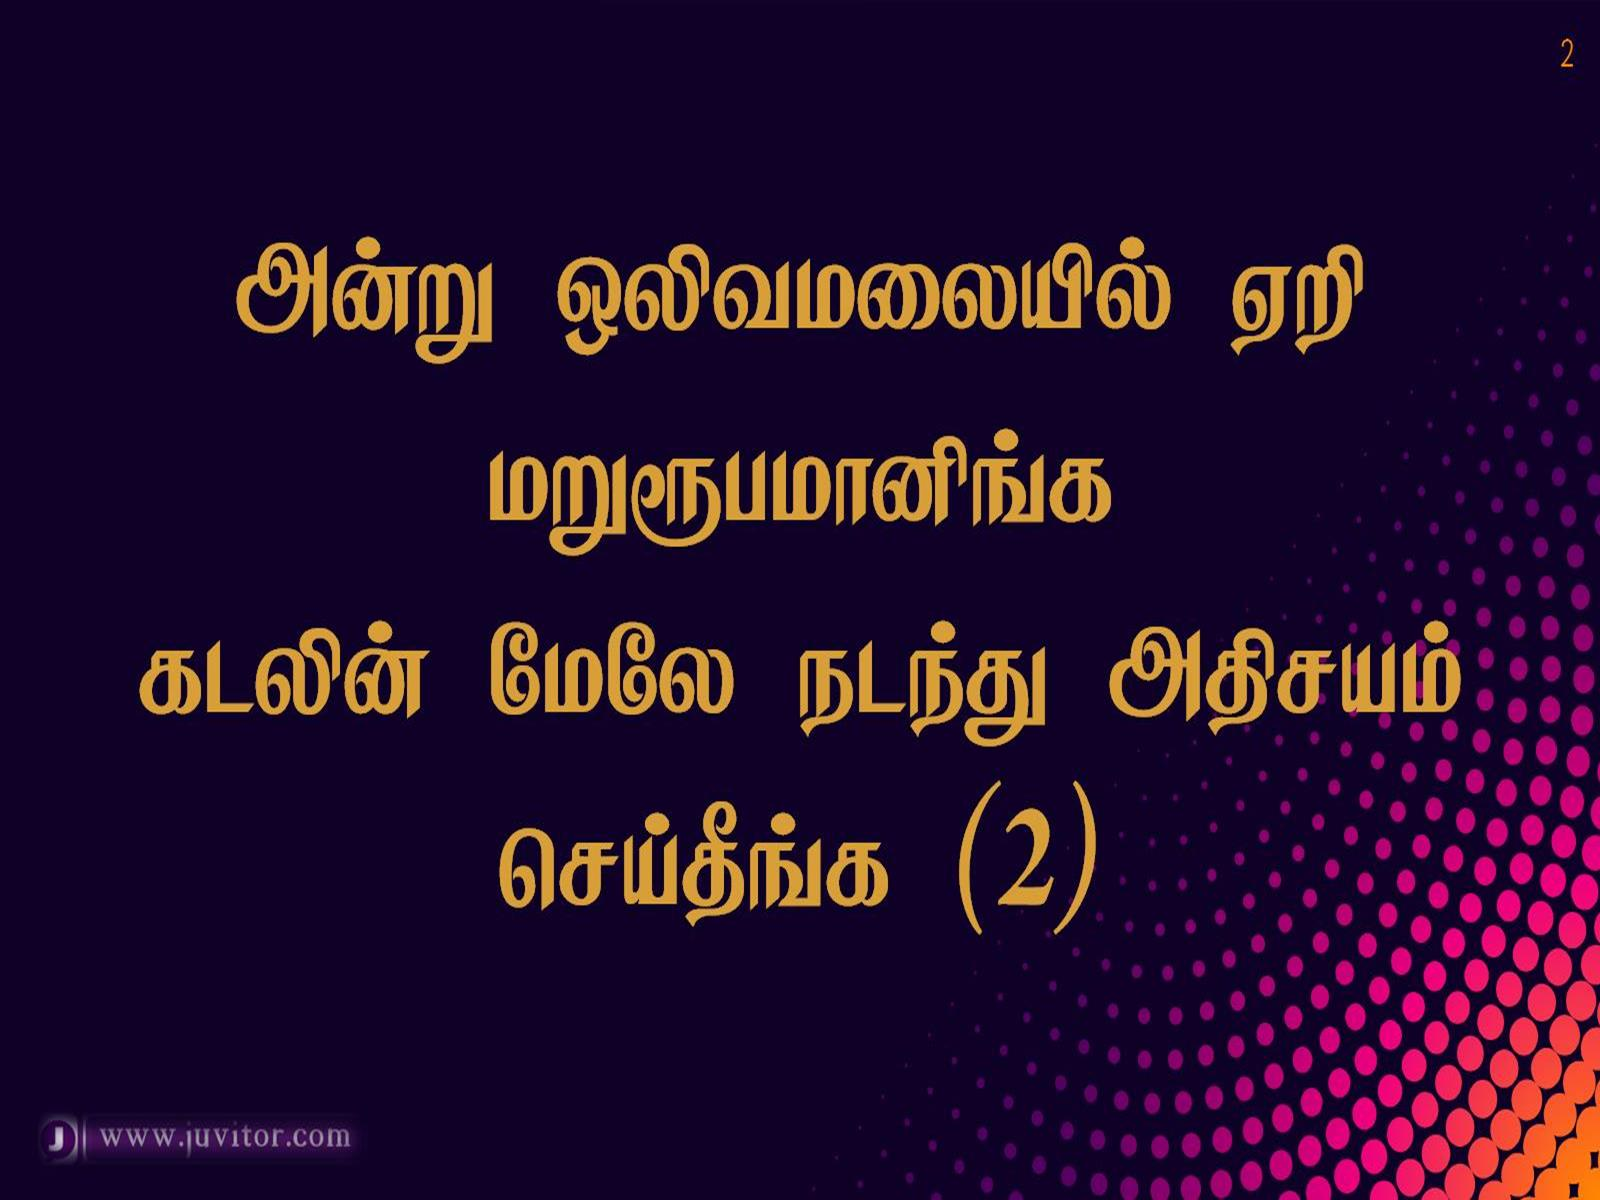 2
அன்று ஒலிவமலையில் ஏறி
மறுரூபமானிங்க
கடலின் மேலே நடந்து அதிசயம்
செய்தீங்க (2)
J www.juvitor.com